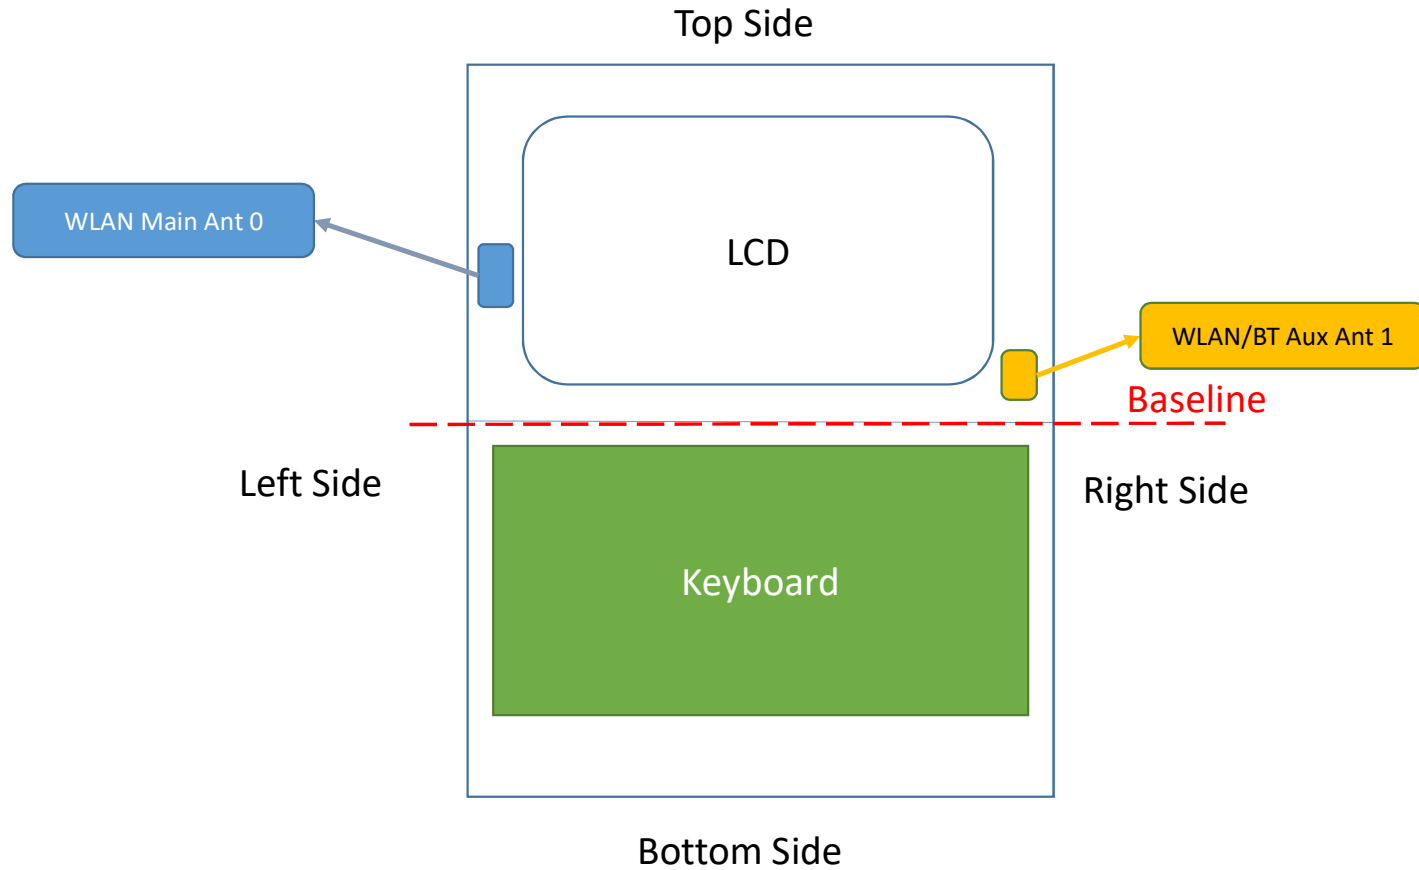 Top Side
WLAN Main Ant 0
LCD
WLAN/BT Aux Ant 1
Baseline
Left Side
Right Side
Keyboard
Bottom Side